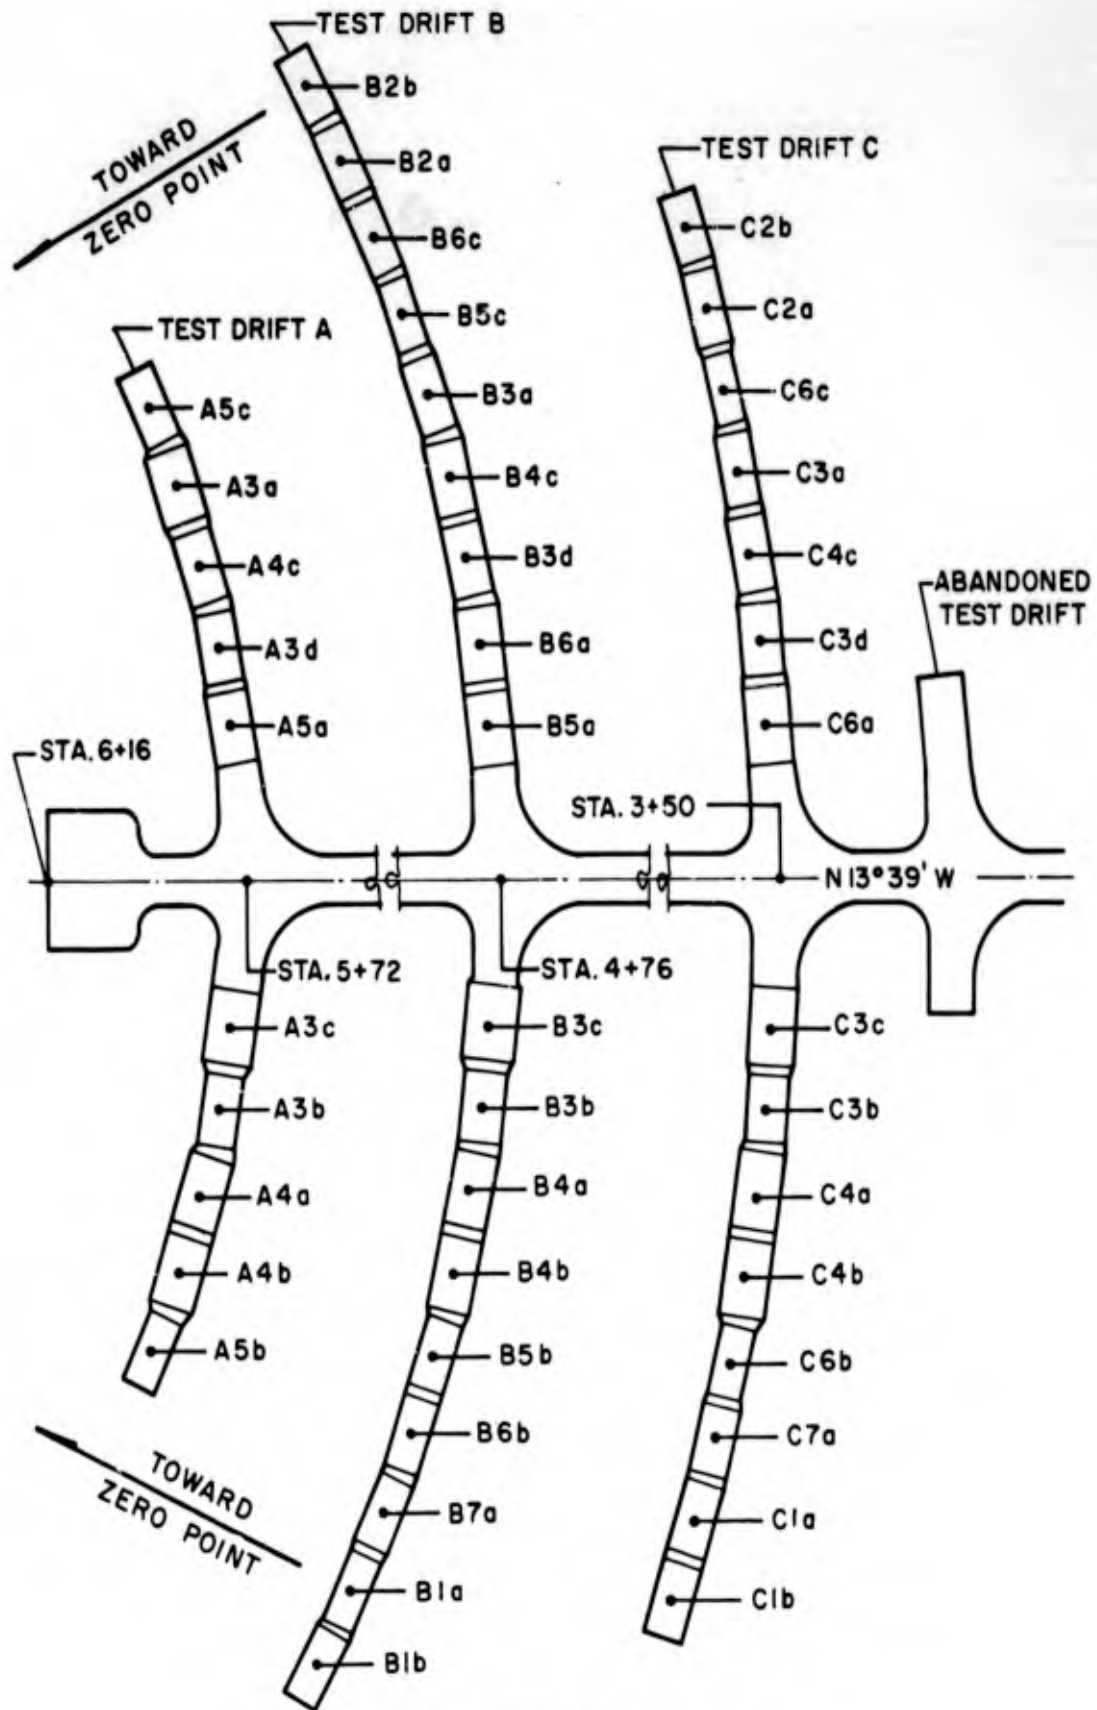 TEST DRIFT B
B2b
TOWARD
ZERO POINT
B2a
TEST DRIFT C
C2b
B6c
C2a
B5c
TEST DRIFT A
A5c
B3a
C6c
A3a
B4c
C3a
A4c
B3d
C4c
ABANDONED
TEST DRIFT
A3d
B6a
C3d
A5a
B5a
C6a
STA. 6+16
STA. 3+50
N 13°39' W
STA. 5+72
STA. 4+76
A3c
B3c
C3c
A3b
B3b
C3b
A4a
B4a
C4a
A4b
B4b
C4b
A5b
B5b
C6b
B6b
C7a
TOWARD
ZERO POINT
B7a
C1a
B1a
C1b
B1b